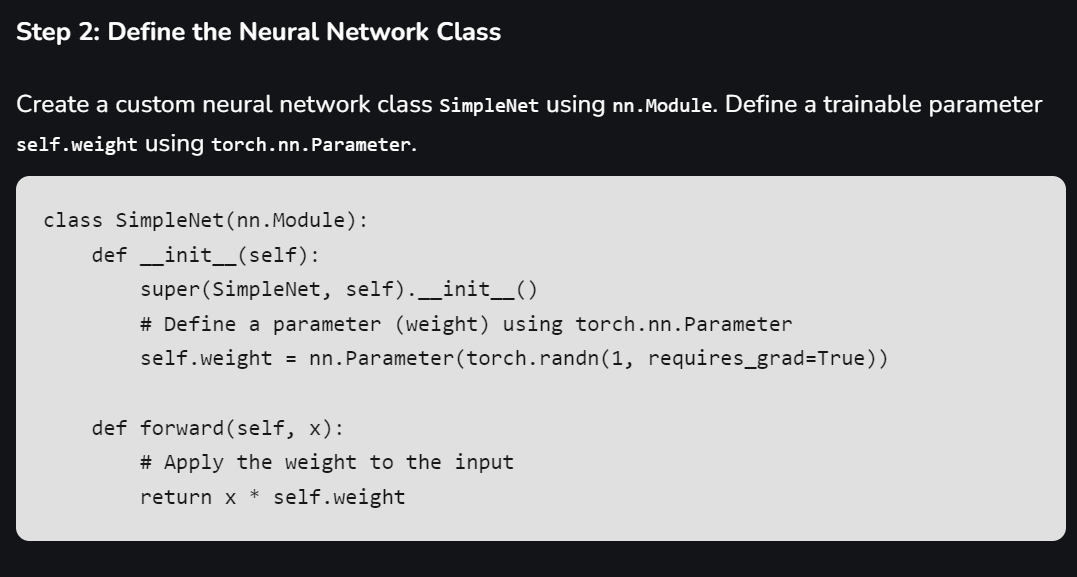 Step 2: Define the Neural Network Class
Create a custom neural network class SimpleNet using nn.Module. Define a trainable parameter
self.weight using torch.nn.Parameter.
class SimpleNet(nn.Module):
    def __init__(self):
        super(SimpleNet, self).__init__()
        # Define a parameter (weight) using torch.nn.Parameter
        self.weight = nn.Parameter(torch.randn(1, requires_grad=True))
    def forward(self, x):
        # Apply the weight to the input
        return x * self.weight